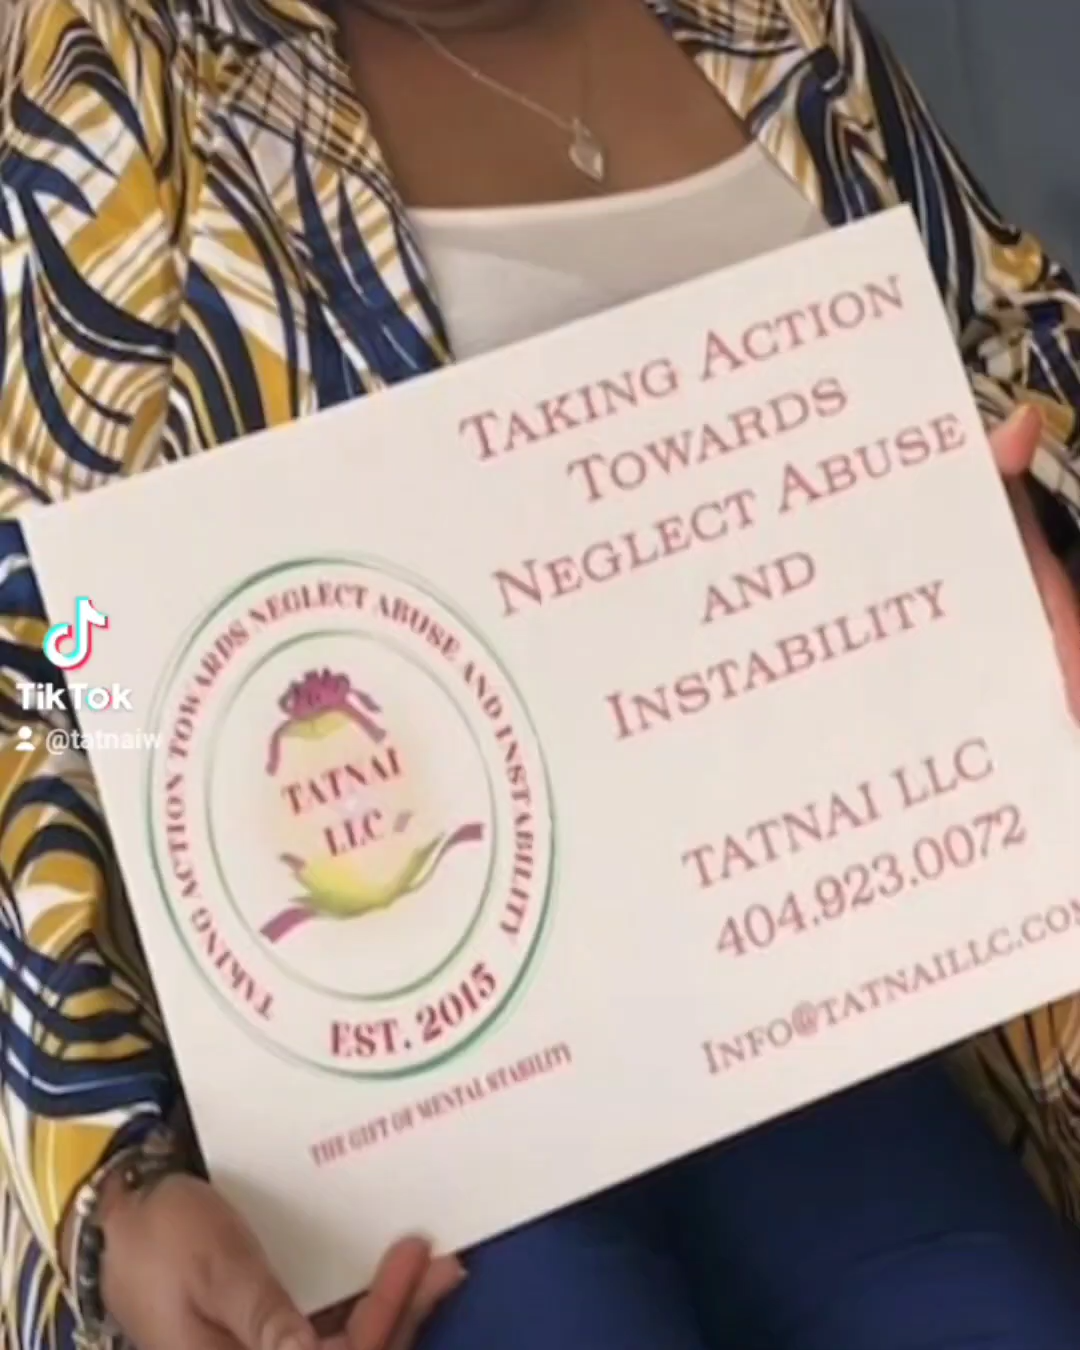 TAKING ACTION
TOWARDS
NEGLECT ABUSE
AND
INSTABILITY
TATNAI LLC
404.923.0072
INFO@TATNAILLC.COM
TAKING ACTION TOWARDS NEGLECT ABUSE AND INSTABILITY
TATNAI
LLC
EST. 2015
THE GIFT OF MENTAL STABILITY
TikTok
@tatnaiw